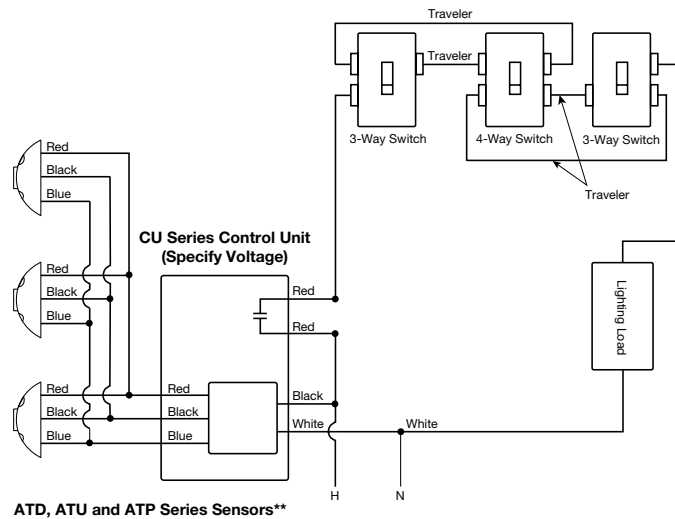 Traveler
Traveler
3-Way Switch
4-Way Switch
3-Way Switch
Traveler
Red
Black
Blue
CU Series Control Unit
(Specify Voltage)
Red
Black
Blue
Red
Red
Lighting Load
Red
Black
Blue
Red
Black
Blue
Black
White
White
H
N
ATD, ATU and ATP Series Sensors**